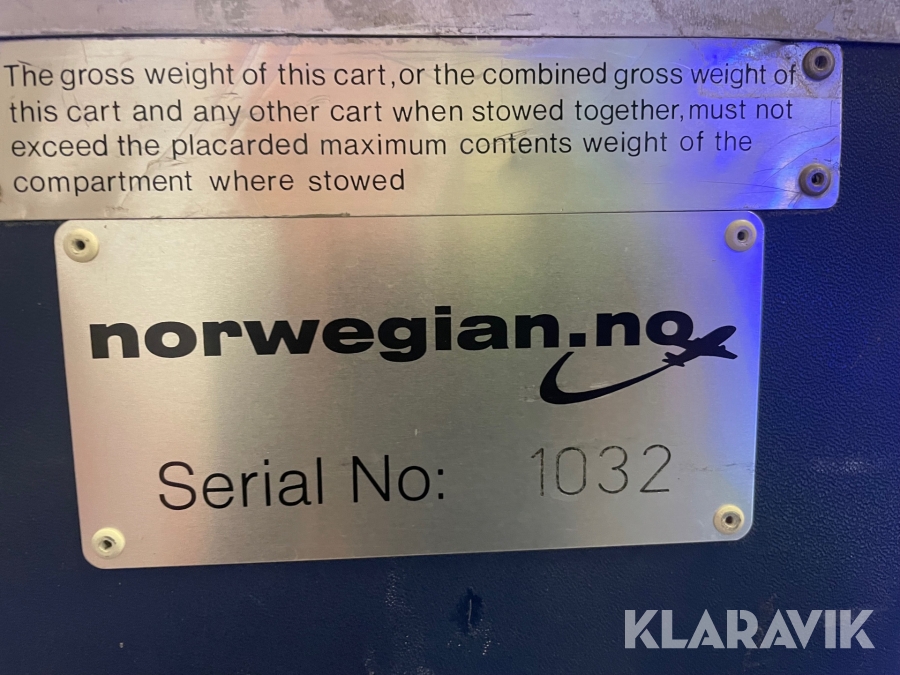 The gross weight of this cart,or the combined gross weight of
this cart and any other cart when stowed together,must not
exceed the placarded maximum contents weight of the
compartment where stowed
norwegian.no
Serial No: 1032
KLARAVIK